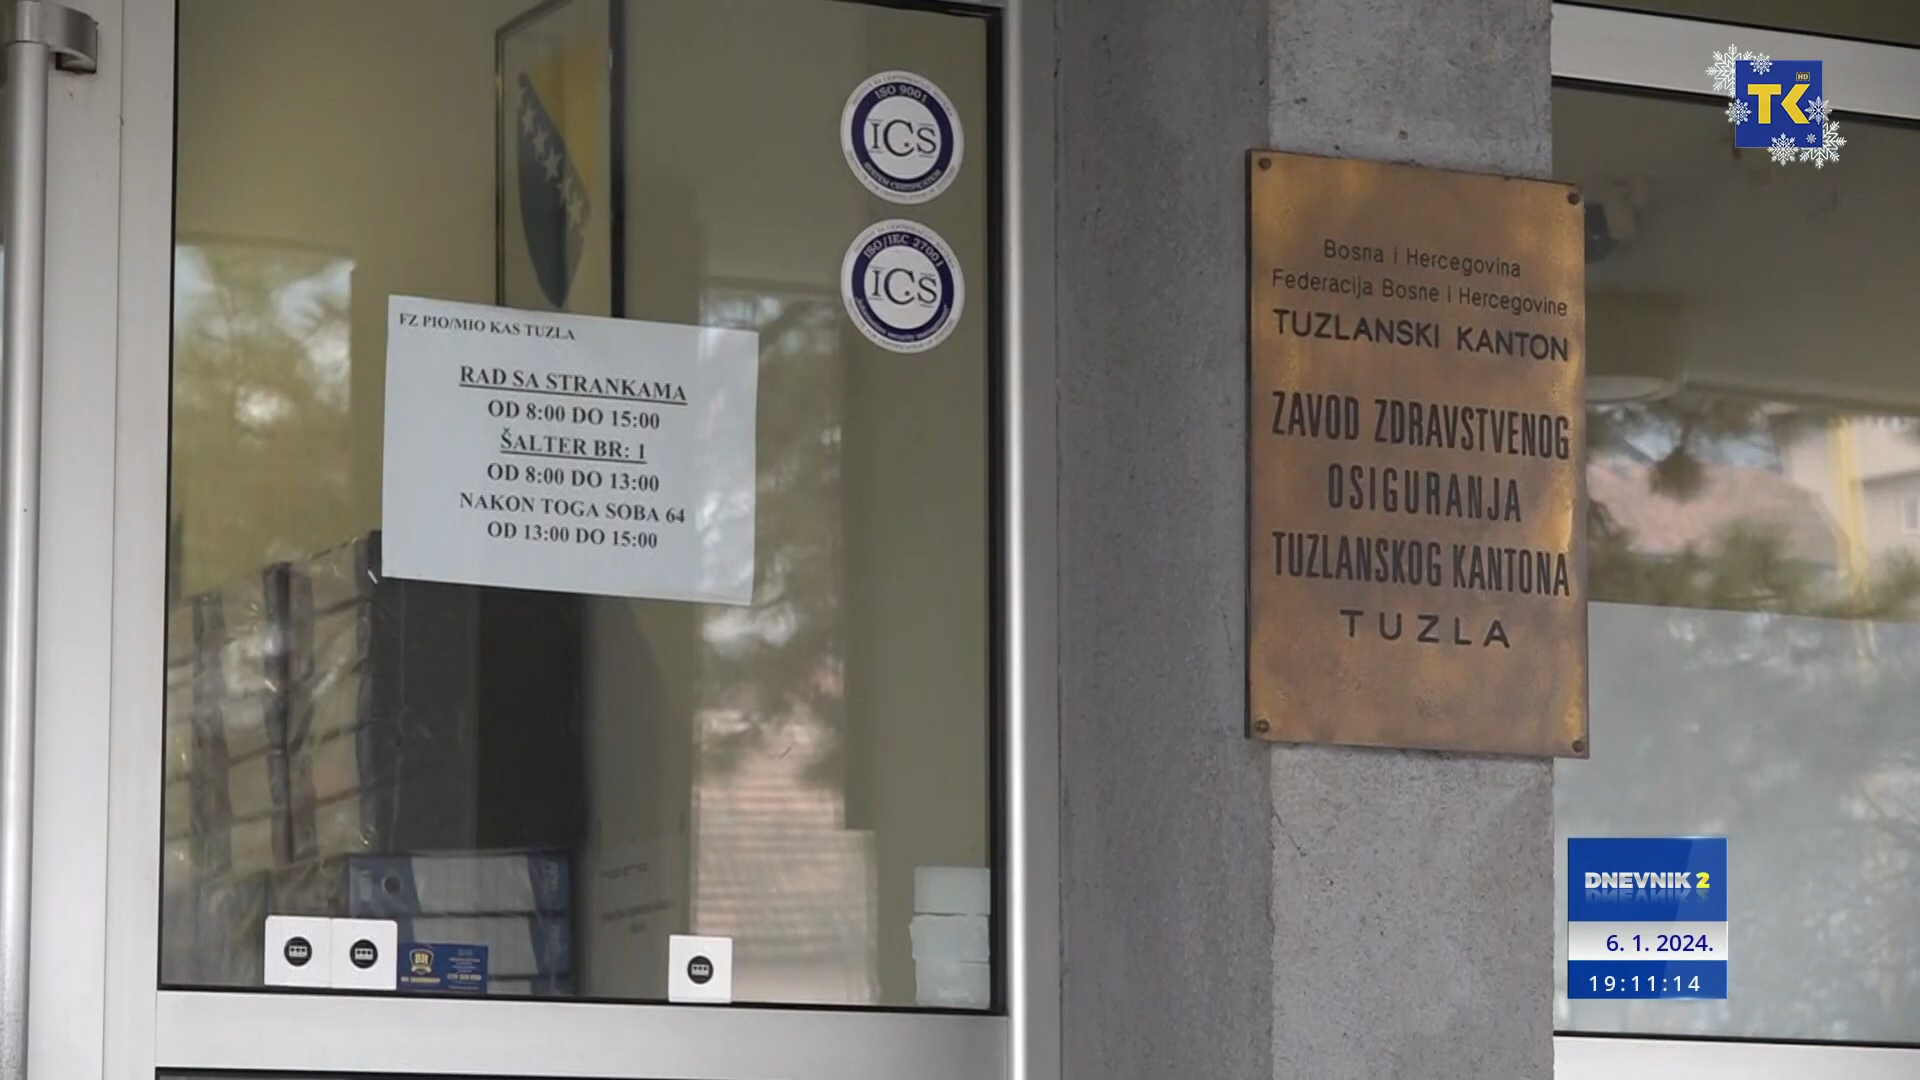 FZ PIO/MIO KAS TUZLA
RAD SA STRANKAMA
OD 8:00 DO 15:00
ŠALTER BR: 1
OD 8:00 DO 13:00
NAKON TOGA SOBA 64
OD 13:00 DO 15:00
ISO 9001
ICS
SYSTEM CERTIFICATION
ISO/IEC 27001
ICS
Bosna i Hercegovina
Federacija Bosne i Hercegovine
TUZLANSKI KANTON
ZAVOD ZDRAVSTVENOG
OSIGURANJA
TUZLANSKOG KANTONA
TUZLA
TK
HD
DNEVNIK 2
6. 1. 2024.
19:11:14